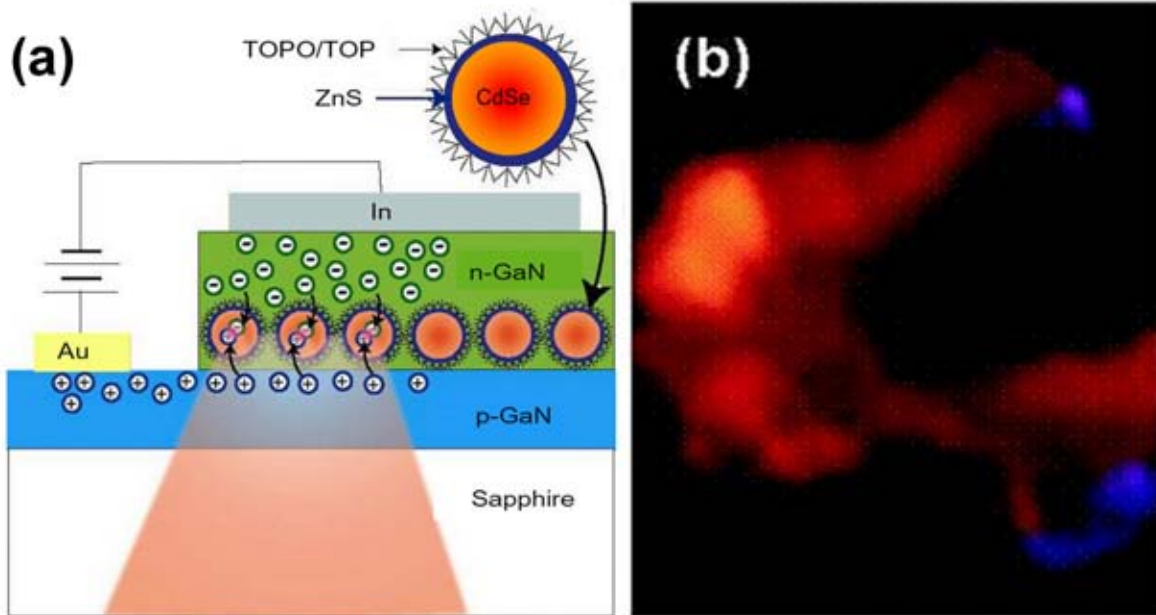 (a)
TOPO/TOP
ZnS
CdSe
In
n-GaN
Au
p-GaN
Sapphire
(b)